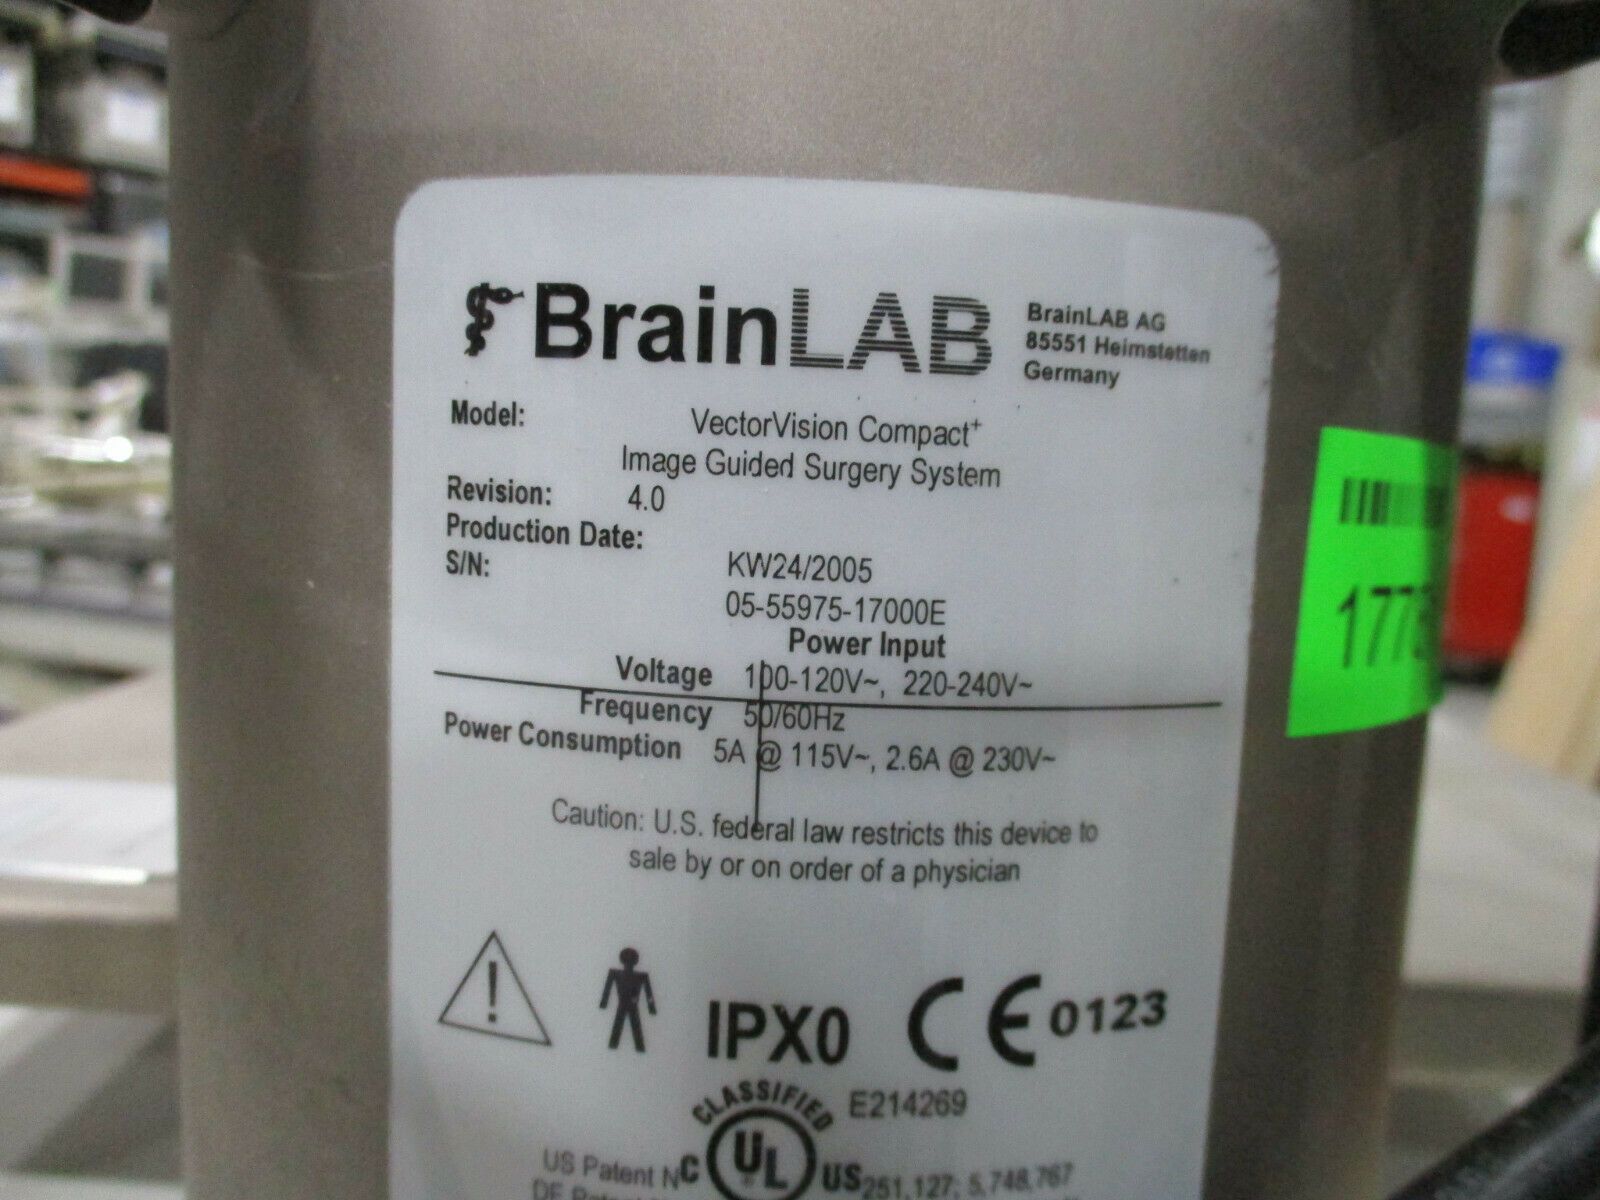 BrainLAB
BrainLAB AG
85551 Heimstetten
Germany
Model: VectorVision Compact+
Image Guided Surgery System
Revision: 4.0
Production Date:
S/N: KW24/2005
05-55975-17000E
Power Input
Voltage 100-120V~, 220-240V~
Frequency 50/60Hz
Power Consumption 5A @ 115V~, 2.6A @ 230V~
Caution: U.S. federal law restricts this device to
sale by or on order of a physician
!
IPX0 CE 0123
CLASSIFIED
E214269
C UL US
US Patent 251,127; 5,748,767
177